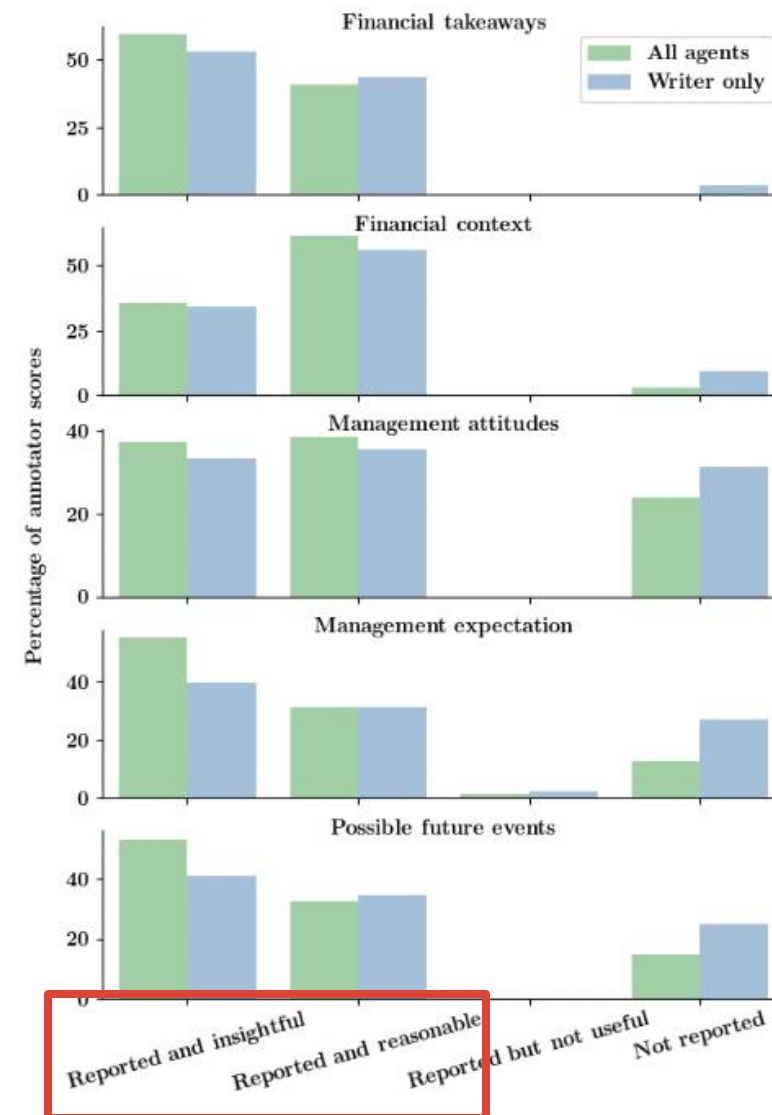 Financial takeaways
All agents
Writer only
50
25
0
Financial context
50
25
0
Percentage of annotator scores
Management attitudes
40
20
0
Management expectation
40
20
0
Possible future events
40
20
0
Reported and insightful
Reported and reasonable
Reported but not useful
Not reported